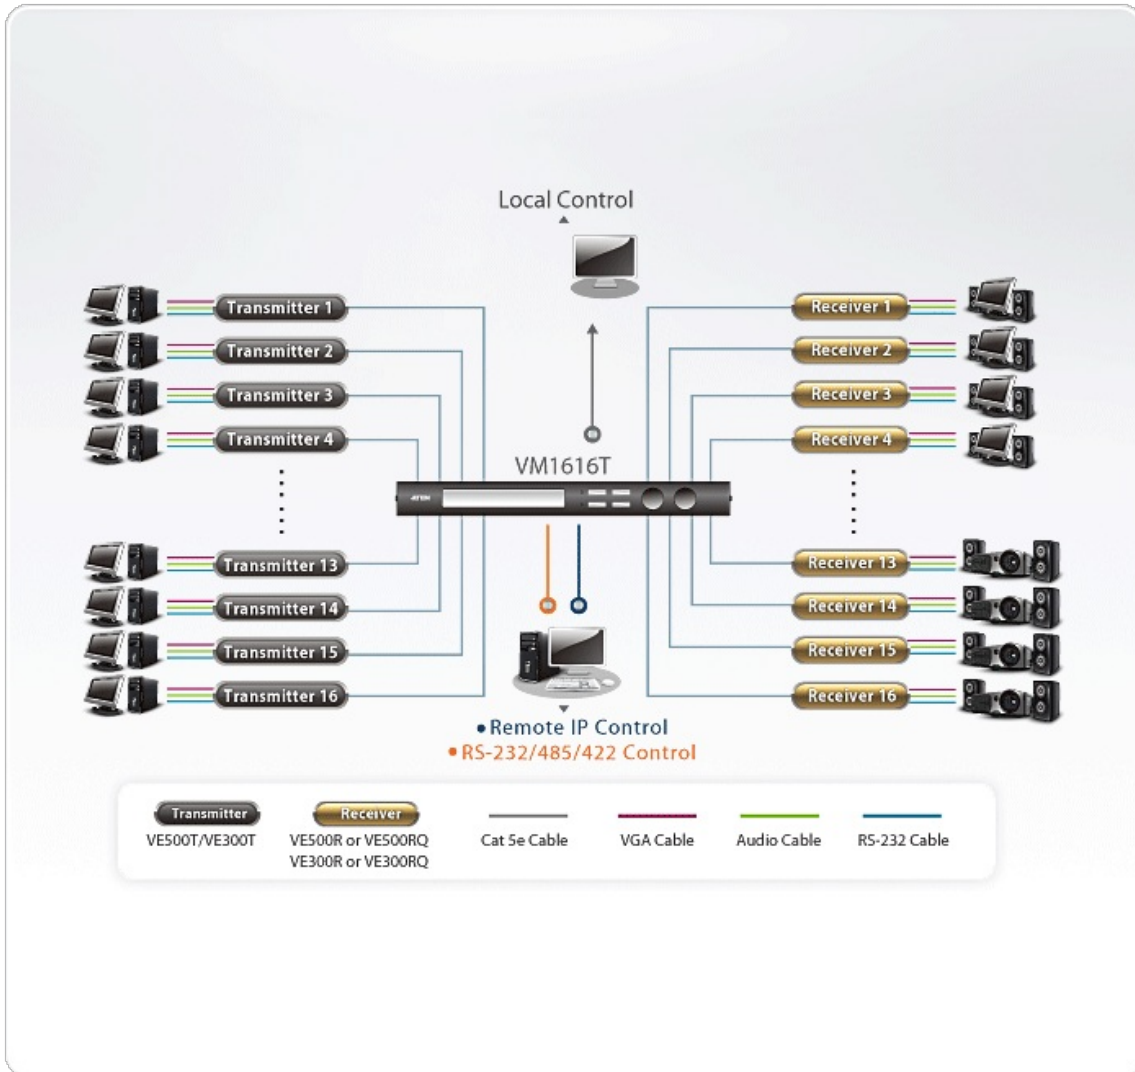 Local Control
Transmitter 1
Transmitter 2
Transmitter 3
Transmitter 4
Receiver 1
Receiver 2
Receiver 3
Receiver 4
VM1616T
ATEN
Transmitter 13
Transmitter 14
Transmitter 15
Transmitter 16
Receiver 13
Receiver 14
Receiver 15
Receiver 16
• Remote IP Control
• RS-232/485/422 Control
Transmitter
VE500T/VE300T
Receiver
VE500R or VE500RQ
VE300R or VE300RQ
Cat 5e Cable
VGA Cable
Audio Cable
RS-232 Cable